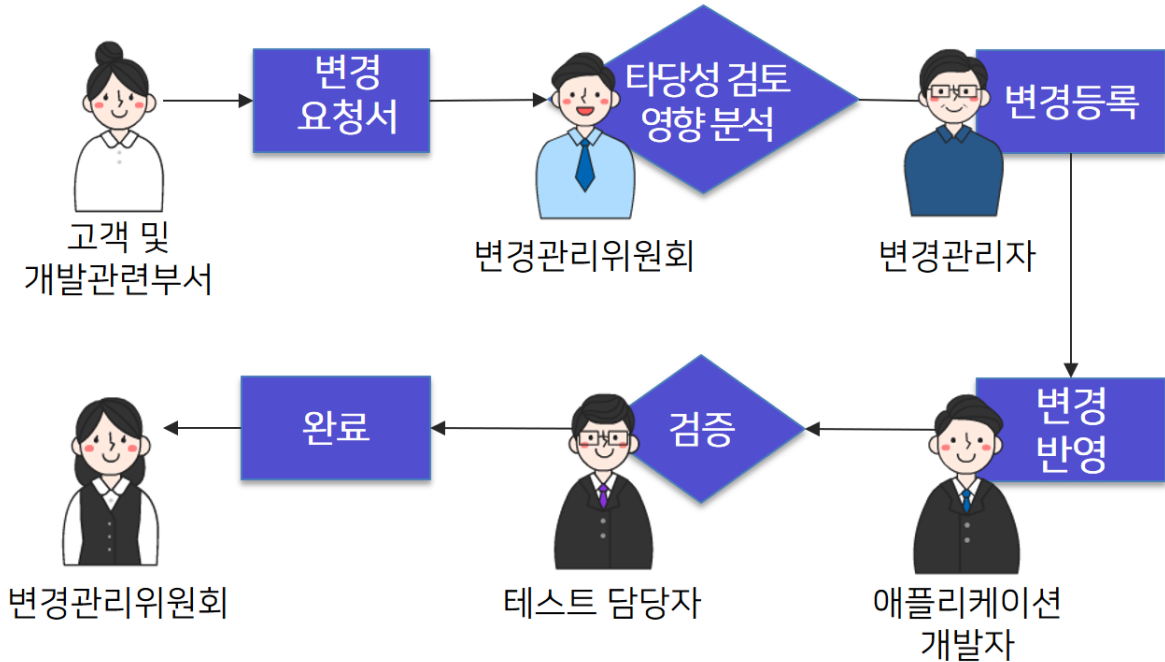 변경
요청서
타당성 검토
영향 분석
변경등록
고객 및
개발관련부서
변경관리위원회
변경관리자
완료
검증
변경
반영
변경관리위원회
테스트 담당자
애플리케이션
개발자